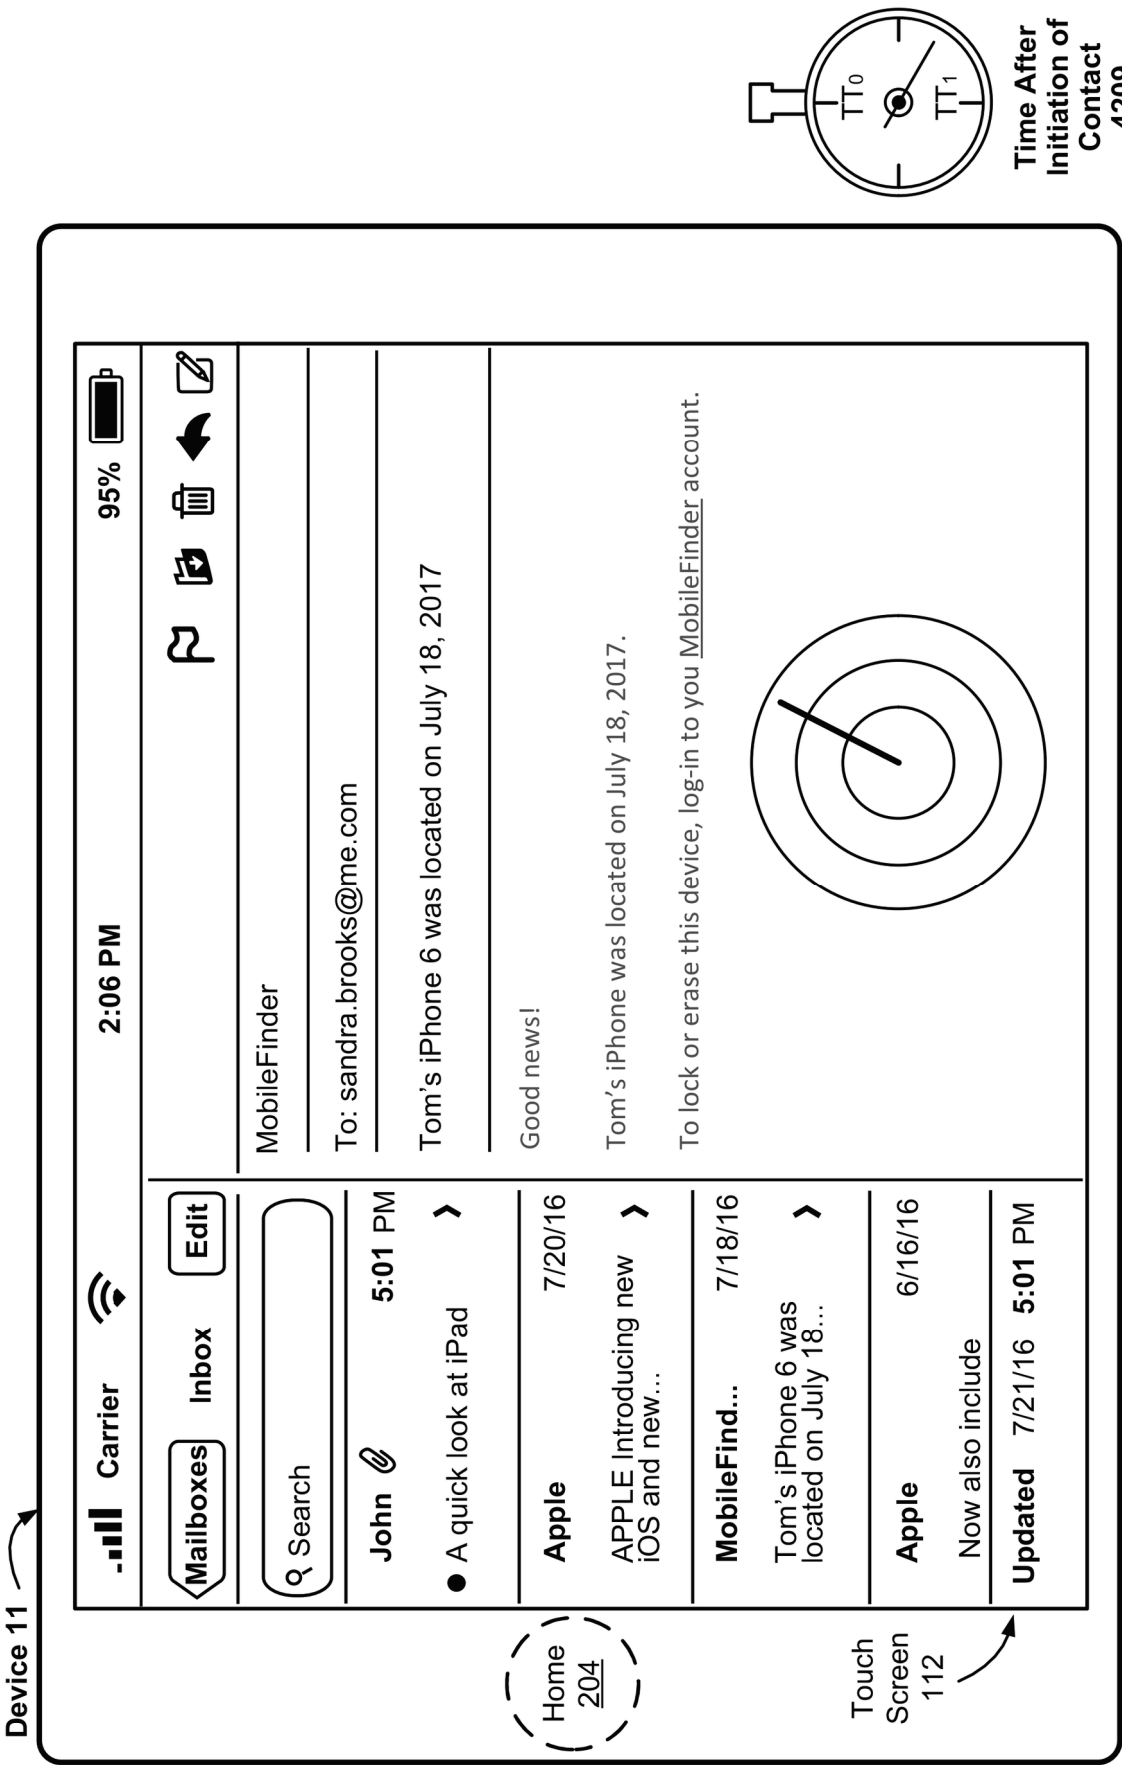 Device 11
Carrier
2:06 PM
95%
Mailboxes
Inbox
Edit
Search
John
5:01 PM
A quick look at iPad
Apple
7/20/16
APPLE Introducing new
iOS and new...
MobileFind...
7/18/16
Tom's iPhone 6 was
located on July 18...
Apple
6/16/16
Now also include
Updated 7/21/16 5:01 PM
MobileFinder
To: sandra.brooks@me.com
Tom's iPhone 6 was located on July 18, 2017
Good news!
Tom's iPhone was located on July 18, 2017.
To lock or erase this device, log-in to you MobileFinder account.
Home
204
Touch
Screen
112
TT0
TT1
Time After
Initiation of
Contact